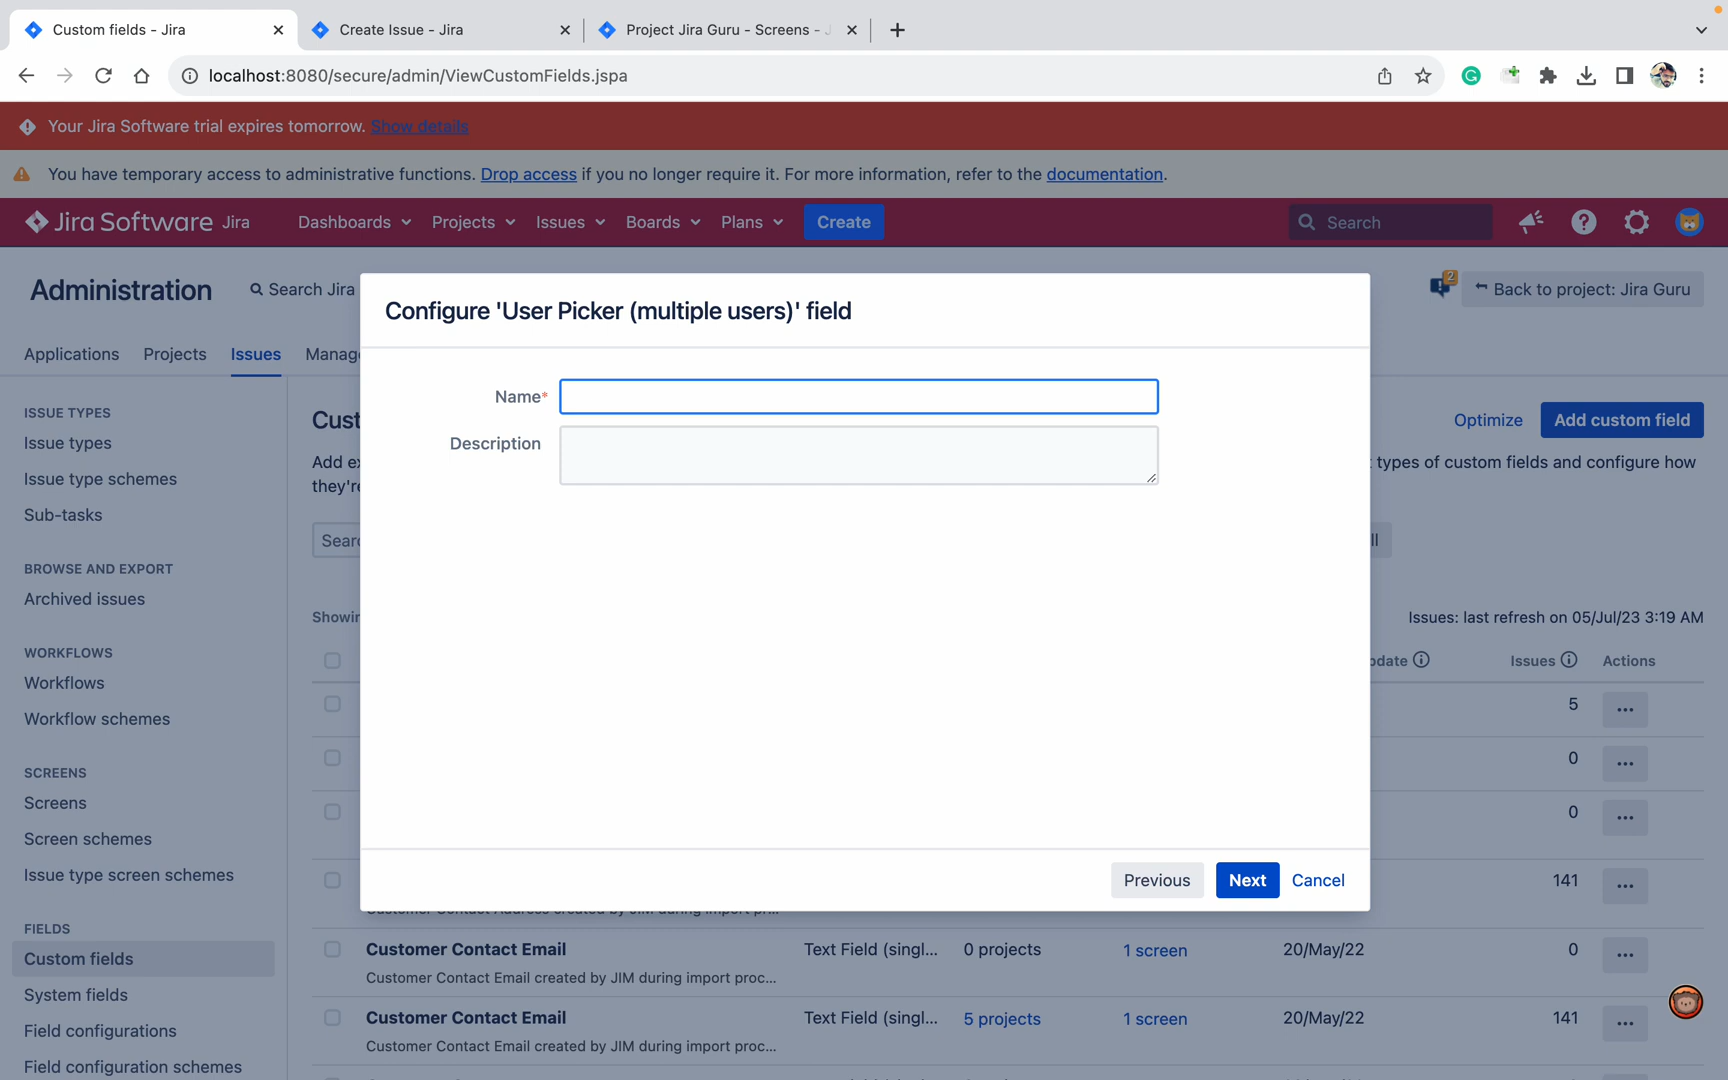 Custom fields - Jira
Create Issue - Jira
Project Jira Guru - Screens - J
localhost:8080/secure/admin/ViewCustomFields.jspa
Your Jira Software trial expires tomorrow. Show details
You have temporary access to administrative functions. Drop access if you no longer require it. For more information, refer to the documentation.
Jira Software Jira Dashboards Projects Issues Boards Plans Create Search
Administration Search Jira 2 Back to project: Jira Guru
Applications Projects Issues Manag
Configure 'User Picker (multiple users)' field
Name*
Description
Previous Next Cancel
ISSUE TYPES
Issue types
Issue type schemes
Sub-tasks
BROWSE AND EXPORT
Archived issues
WORKFLOWS
Workflows
Workflow schemes
SCREENS
Screens
Screen schemes
Issue type screen schemes
FIELDS
Custom fields
System fields
Field configurations
Field configuration schemes
Cust Optimize Add custom field
Add ex types of custom fields and configure how
they're
Sear ll
Showin Issues: last refresh on 05/Jul/23 3:19 AM
pdate Issues Actions
5
0
0
141
Customer Contact Address created by JIM during import pr...
Customer Contact Email Text Field (singl... 0 projects 1 screen 20/May/22 0
Customer Contact Email created by JIM during import proc...
Customer Contact Email Text Field (singl... 5 projects 1 screen 20/May/22 141
Customer Contact Email created by JIM during import proc...